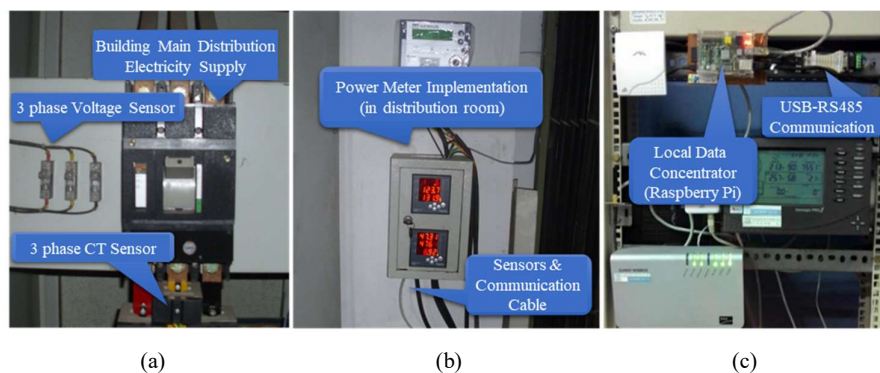 Building Main Distribution
Electricity Supply
3 phase Voltage Sensor
3 phase CT Sensor
Power Meter Implementation
(in distribution room)
Sensors &
Communication
Cable
USB-RS485
Communication
Local Data
Concentrator
(Raspberry Pi)
(a)
(b)
(c)